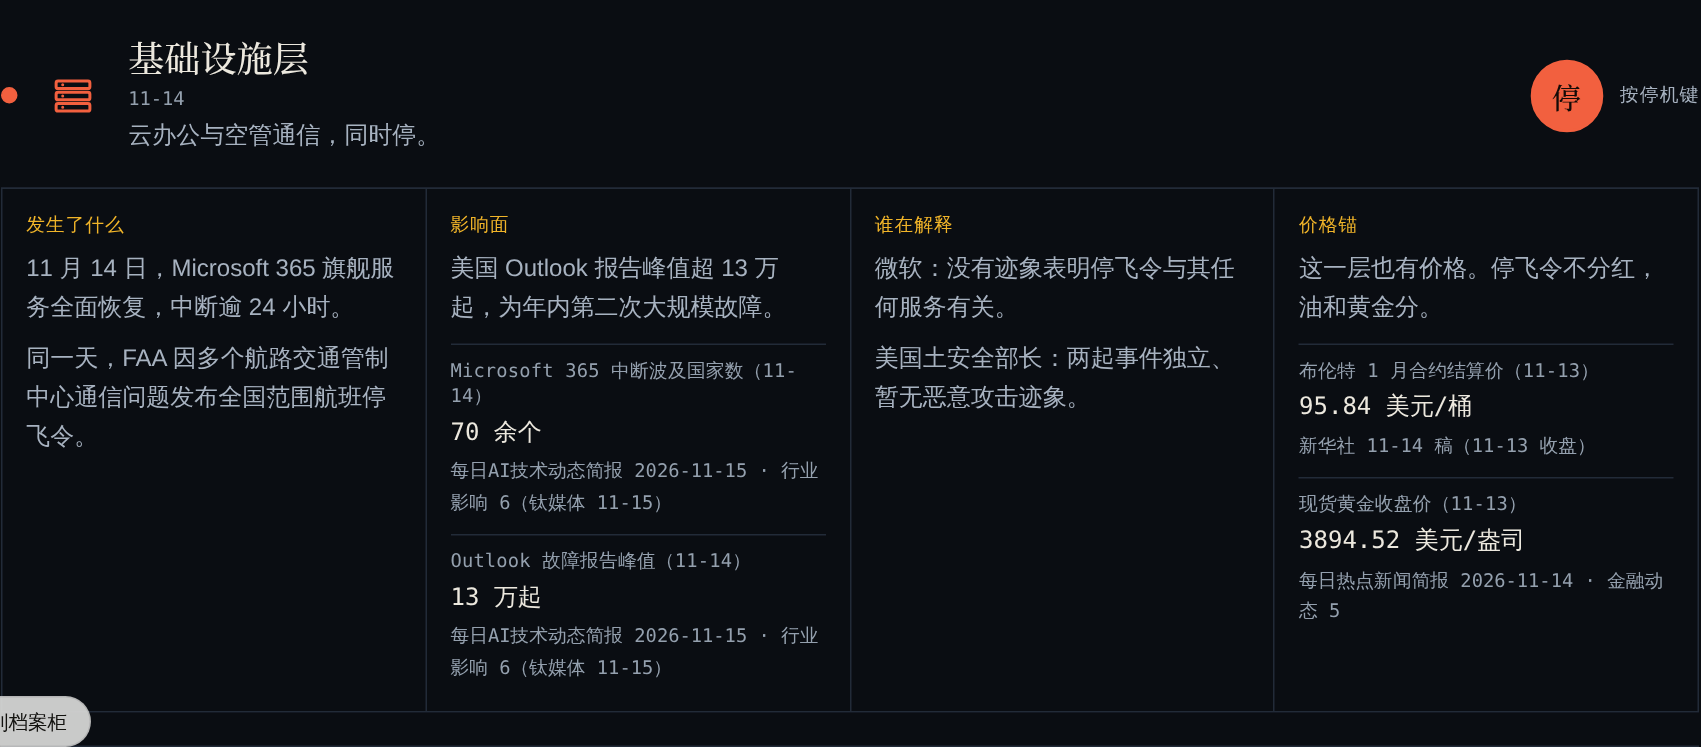 基础设施层
11-14
云办公与空管通信，同时停。
停
按停机键
发生了什么
11 月 14 日，Microsoft 365 旗舰服
务全面恢复，中断逾 24 小时。
同一天，FAA 因多个航路交通管制
中心通信问题发布全国范围航班停
飞令。
影响面
美国 Outlook 报告峰值超 13 万
起，为年内第二次大规模故障。
Microsoft 365 中断波及国家数（11-
14）
70 余个
每日AI技术动态简报 2026-11-15 · 行业
影响 6（钛媒体 11-15）
Outlook 故障报告峰值（11-14）
13 万起
每日AI技术动态简报 2026-11-15 · 行业
影响 6（钛媒体 11-15）
谁在解释
微软：没有迹象表明停飞令与其任
何服务有关。
美国土安全部长：两起事件独立、
暂无恶意攻击迹象。
价格锚
这一层也有价格。停飞令不分红，
油和黄金分。
布伦特 1 月合约结算价（11-13）
95.84 美元/桶
新华社 11-14 稿（11-13 收盘）
现货黄金收盘价（11-13）
3894.52 美元/盎司
每日热点新闻简报 2026-11-14 · 金融动
态 5
档案柜